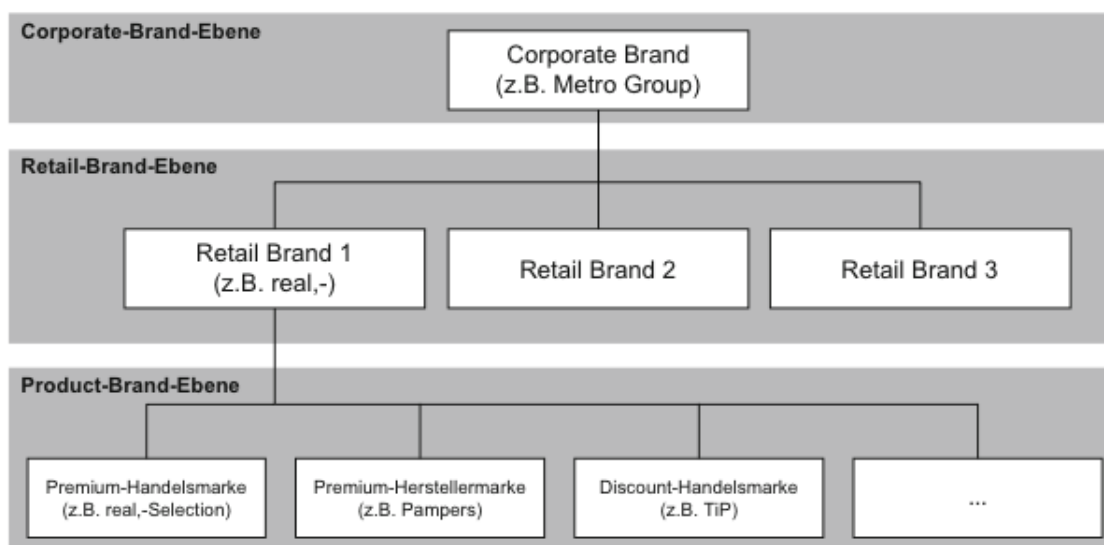 Corporate-Brand-Ebene
Corporate Brand
(z.B. Metro Group)
Retail-Brand-Ebene
Retail Brand 1
(z.B. real,-)
Retail Brand 2
Retail Brand 3
Product-Brand-Ebene
Premium-Handelsmarke
(z.B. real,-Selection)
Premium-Herstellermarke
(z.B. Pampers)
Discount-Handelsmarke
(z.B. TiP)
...